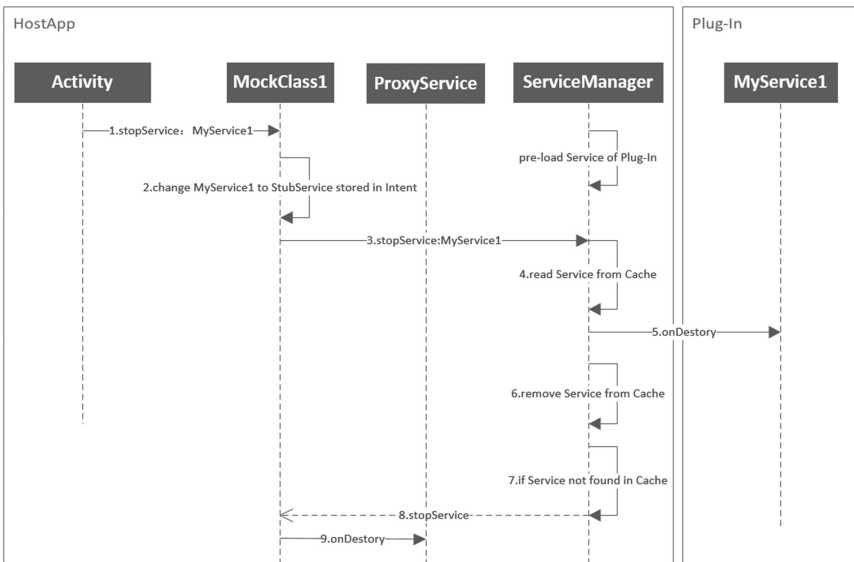 HostApp
Plug-In
Activity
MockClass1
ProxyService
ServiceManager
MyService1
1.stopService：MyService1
pre-load Service of Plug-In
2.change MyService1 to StubService stored in Intent
3.stopService:MyService1
4.read Service from Cache
5.onDestory
6.remove Service from Cache
7.if Service not found in Cache
8.stopService
9.onDestory